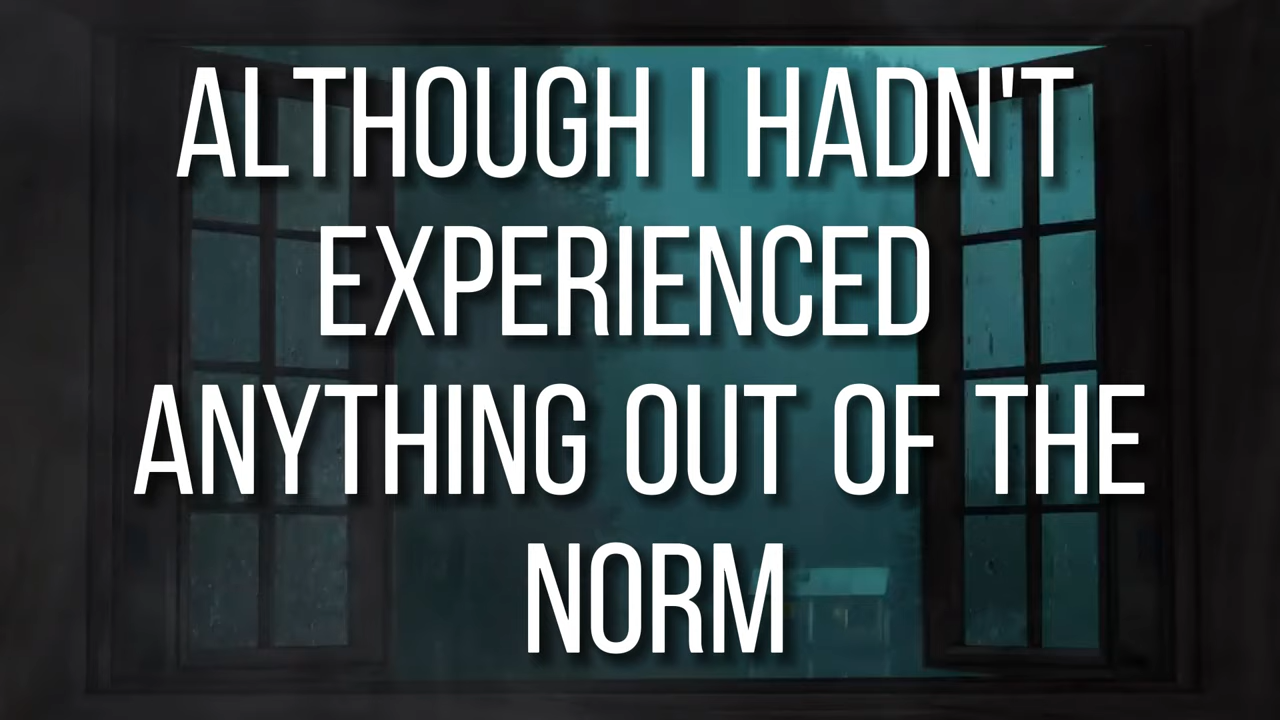 ALTHOUGH I HADN'T
EXPERIENCED
ANYTHING OUT OF THE
NORM